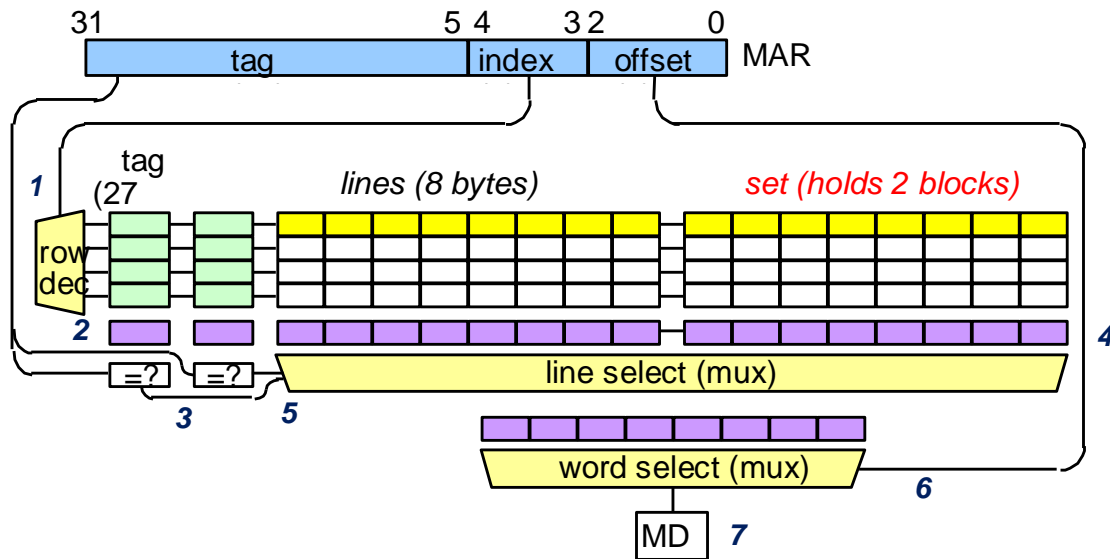 31 5 4 3 2 0
tag index offset MAR
tag
(27
lines (8 bytes) set (holds 2 blocks)
1
row
dec
2
4
=? =? line select (mux)
3 5
word select (mux)
6
MD 7